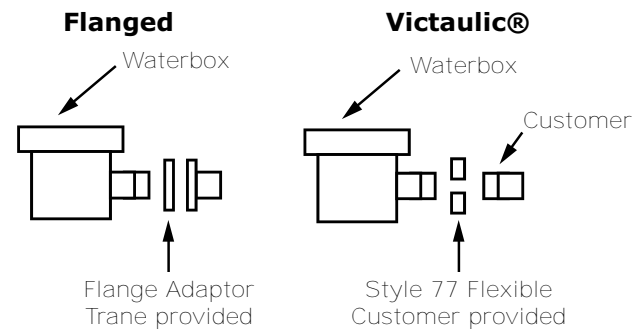 Flanged
Waterbox
Flange Adaptor
Trane provided
Victaulic®
Waterbox
Customer
Style 77 Flexible
Customer provided